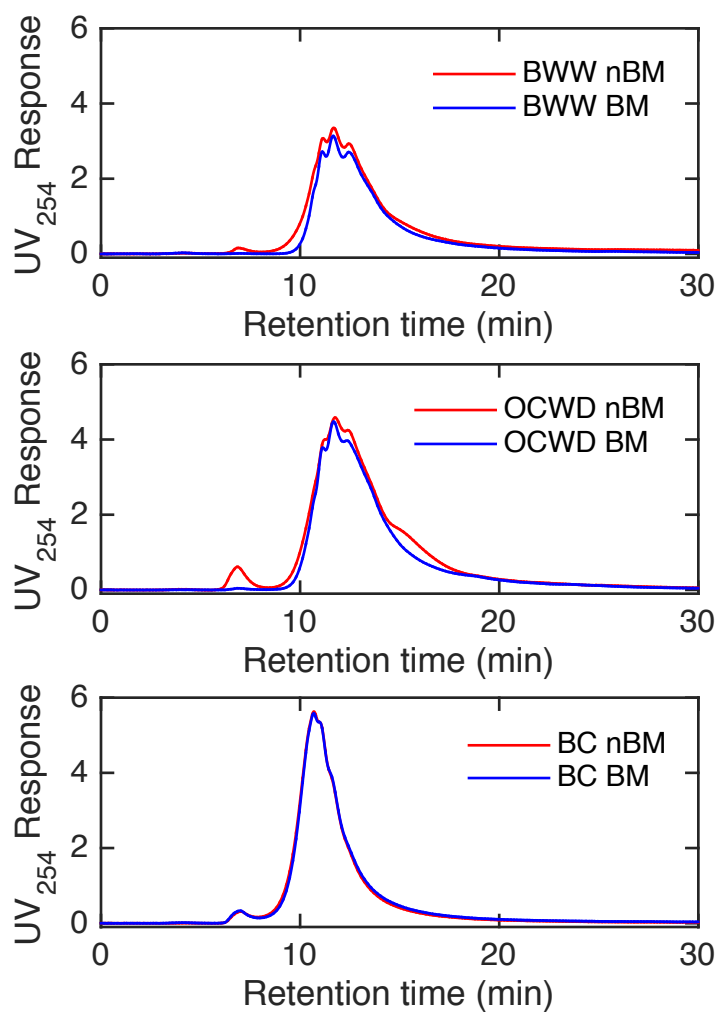 6
4
2
0
UV254 Response
BWW nBM
BWW BM
0 10 20 30
Retention time (min)
6
4
2
0
UV254 Response
OCWD nBM
OCWD BM
0 10 20 30
Retention time (min)
6
4
2
0
UV254 Response
BC nBM
BC BM
0 10 20 30
Retention time (min)